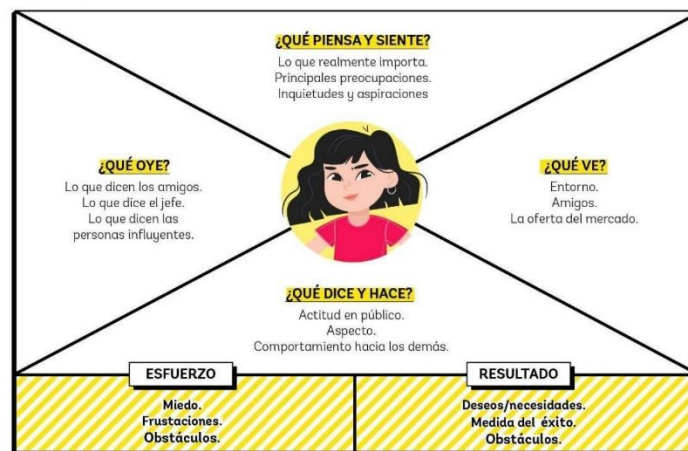 ¿QUÉ PIENSA Y SIENTE?
Lo que realmente importa.
Principales preocupaciones.
Inquietudes y aspiraciones
¿QUÉ OYE?
Lo que dicen los amigos.
Lo que dice el jefe.
Lo que dicen las
personas influyentes.
¿QUÉ VE?
Entorno.
Amigos.
La oferta del mercado.
¿QUÉ DICE Y HACE?
Actitud en público.
Aspecto.
Comportamiento hacia los demás.
ESFUERZO
Miedo.
Frustaciones.
Obstáculos.
RESULTADO
Deseos/necesidades.
Medida del éxito.
Obstáculos.